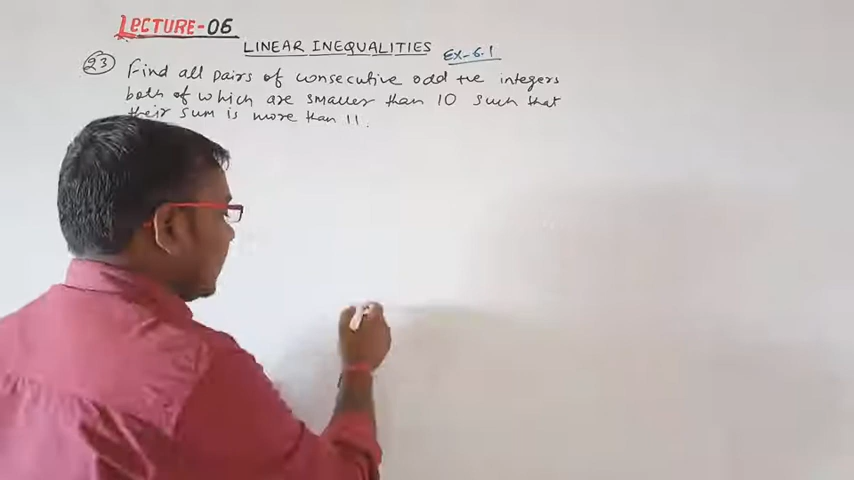 LECTURE-06
LINEAR INEQUALITIES Ex-6.1
23 Find all pairs of consecutive odd +ve integers
both of which are smaller than 10 such that
their sum is more than 11.